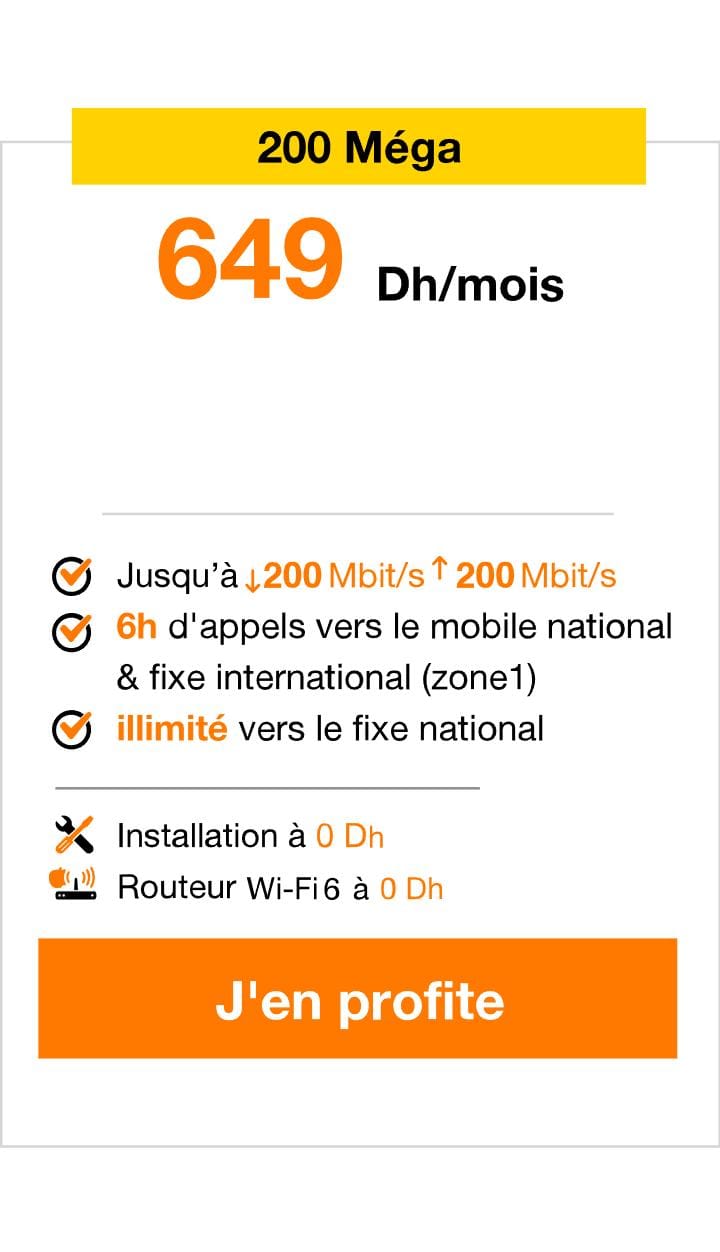 200 Méga
649 Dh/mois
Jusqu'à ↓200 Mbit/s ↑ 200 Mbit/s
6h d'appels vers le mobile national
& fixe international (zone1)
illimité vers le fixe national
Installation à 0 Dh
Routeur Wi-Fi 6 à 0 Dh
J'en profite